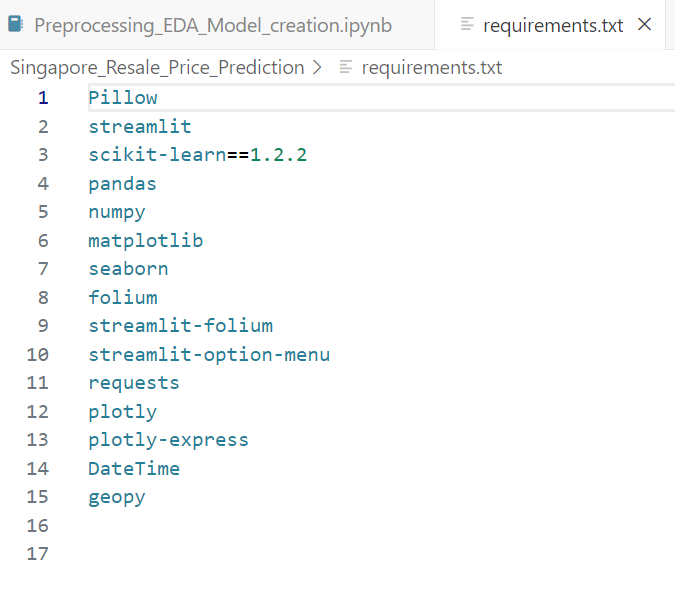 Preprocessing_EDA_Model_creation.ipynb requirements.txt
Singapore_Resale_Price_Prediction > requirements.txt
1 Pillow
2 streamlit
3 scikit-learn==1.2.2
4 pandas
5 numpy
6 matplotlib
7 seaborn
8 folium
9 streamlit-folium
10 streamlit-option-menu
11 requests
12 plotly
13 plotly-express
14 DateTime
15 geopy
16
17